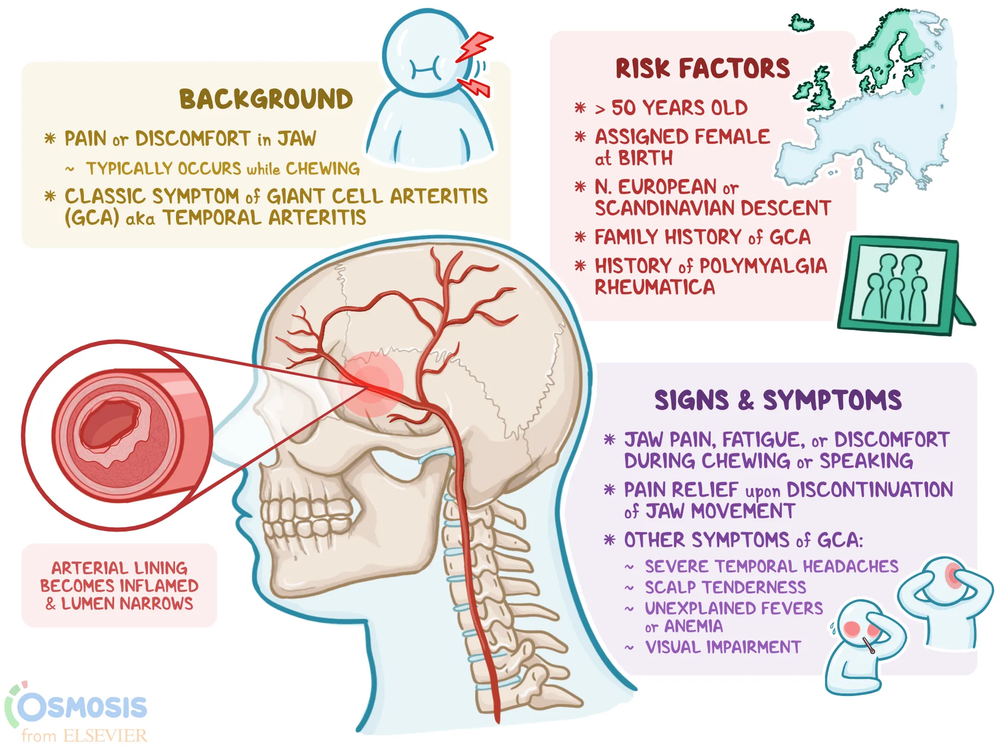 BACKGROUND
* PAIN or DISCOMFORT in JAW
~ TYPICALLY OCCURS while CHEWING
* CLASSIC SYMPTOM of GIANT CELL ARTERITIS
(GCA) aka TEMPORAL ARTERITIS
RISK FACTORS
* > 50 YEARS OLD
* ASSIGNED FEMALE
at BIRTH
* N. EUROPEAN or
SCANDINAVIAN DESCENT
* FAMILY HISTORY of GCA
* HISTORY of POLYMYALGIA
RHEUMATICA
ARTERIAL LINING
BECOMES INFLAMED
& LUMEN NARROWS
SIGNS & SYMPTOMS
* JAW PAIN, FATIGUE, or DISCOMFORT
DURING CHEWING or SPEAKING
* PAIN RELIEF upon DISCONTINUATION
of JAW MOVEMENT
* OTHER SYMPTOMS of GCA:
~ SEVERE TEMPORAL HEADACHES
~ SCALP TENDERNESS
~ UNEXPLAINED FEVERS
or ANEMIA
~ VISUAL IMPAIRMENT
OSMOSIS
from ELSEVIER